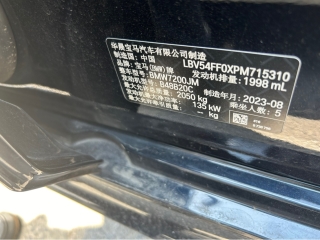 华晨宝马汽车有限公司制造
制造国：中国 LBV54FF0XPM715310
品牌：宝马(BMW)牌 发动机排量：1998 mL
整车型号：BMW7200JM
发动机型号：B48B20C 制造年月：2023-08
最大允许总质量：2050 kg 乘坐人数：5
发动机最大净功率：135 kW